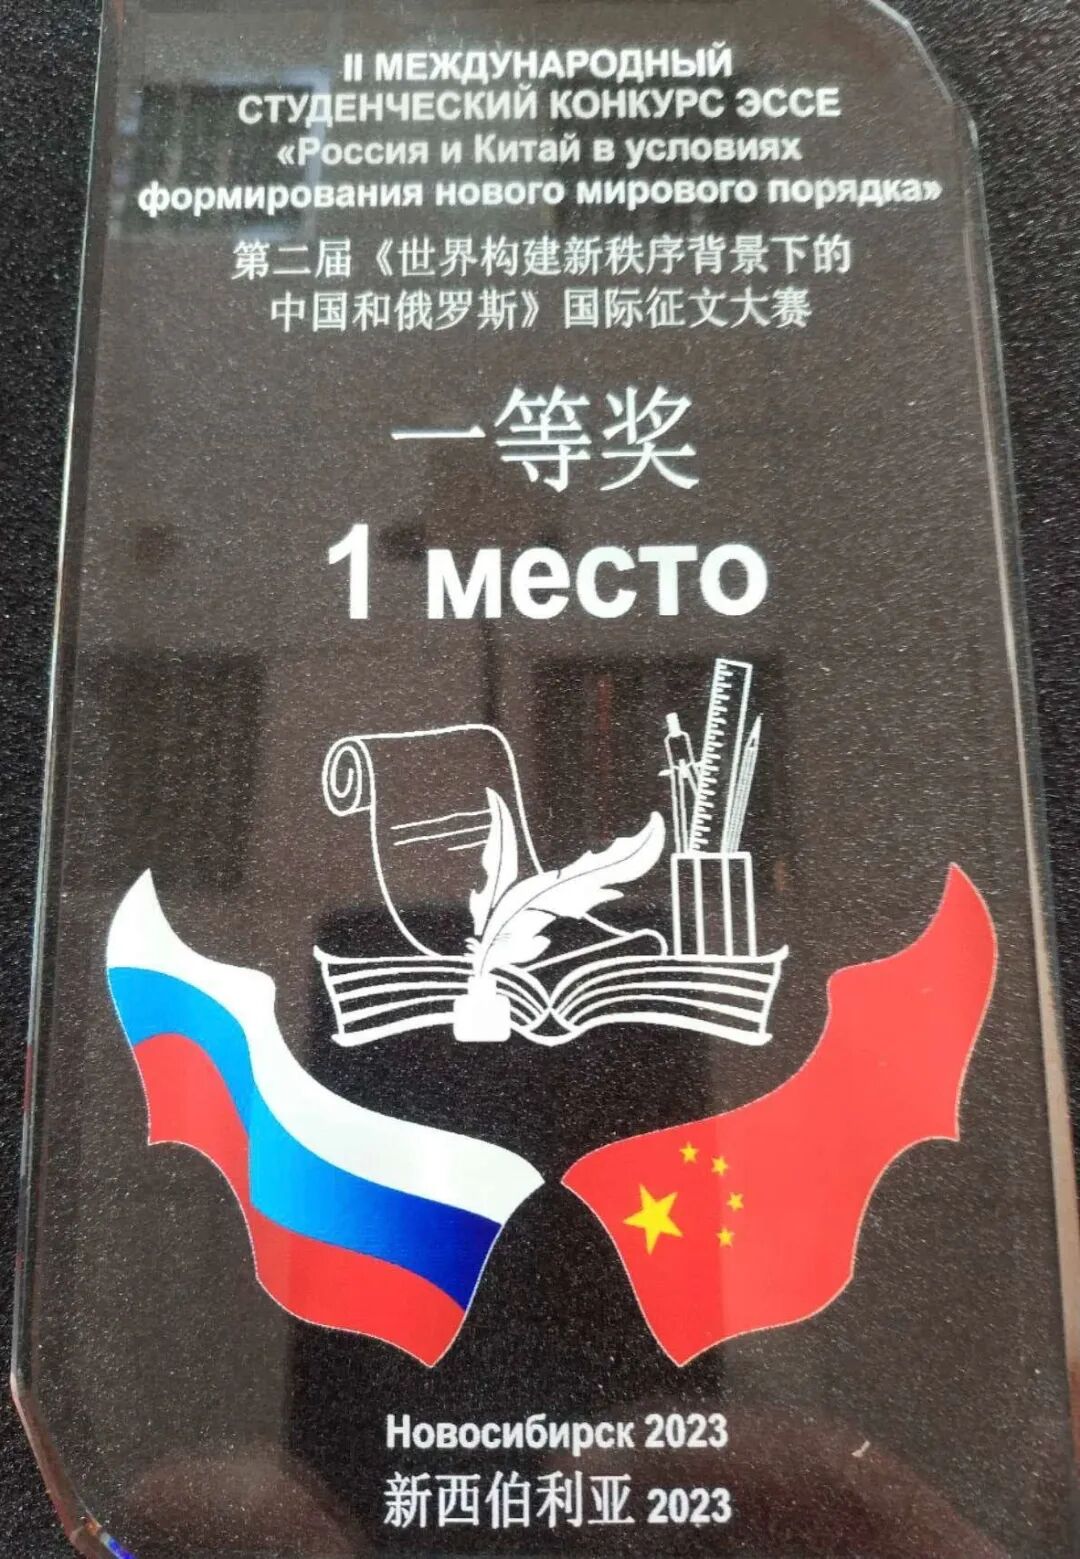 II МЕЖДУНАРОДНЫЙ
СТУДЕНЧЕСКИЙ КОНКУРС ЭССЕ
«Россия и Китай в условиях
формирования нового мирового порядка»
第二届《世界构建新秩序背景下的
中国和俄罗斯》国际征文大赛
一等奖
1 место
Новосибирск 2023
新西伯利亚 2023